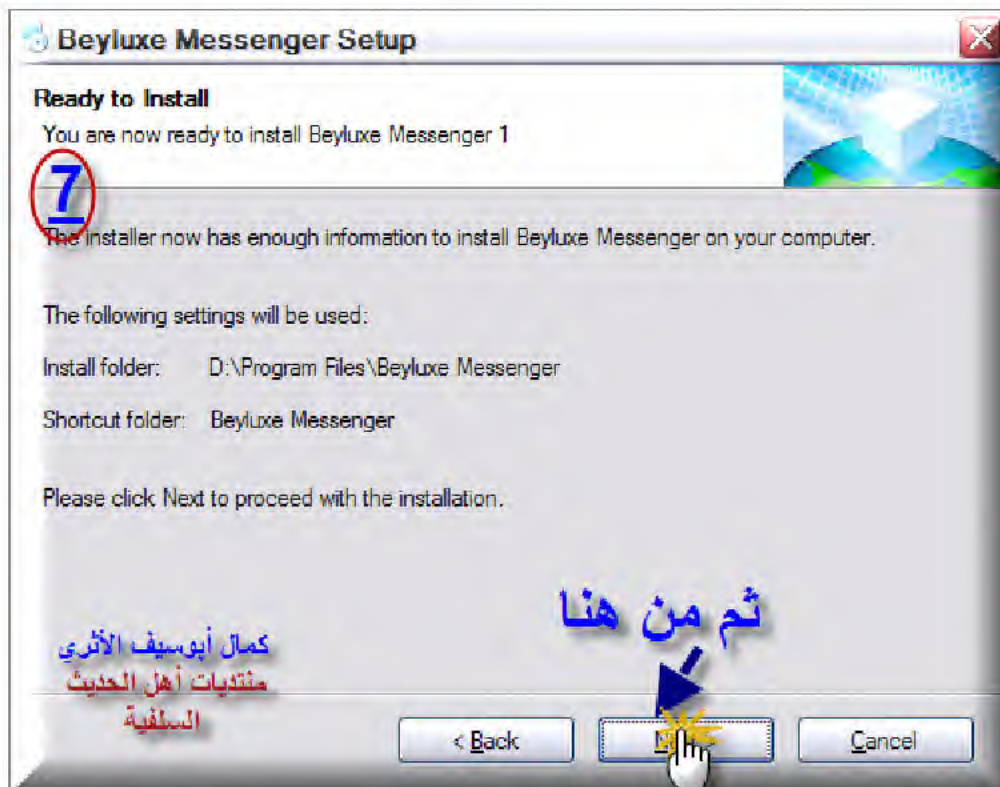 Beyluxe Messenger Setup
Ready to Install
You are now ready to install Beyluxe Messenger 1
7
The installer now has enough information to install Beyluxe Messenger on your computer.
The following settings will be used:
Install folder: D:\Program Files\Beyluxe Messenger
Shortcut folder: Beyluxe Messenger
Please click Next to proceed with the installation.
ثم من هنا
كمال أبوسيف الأثري
منتديات أهل الحديث
السلفية
< Back
Cancel